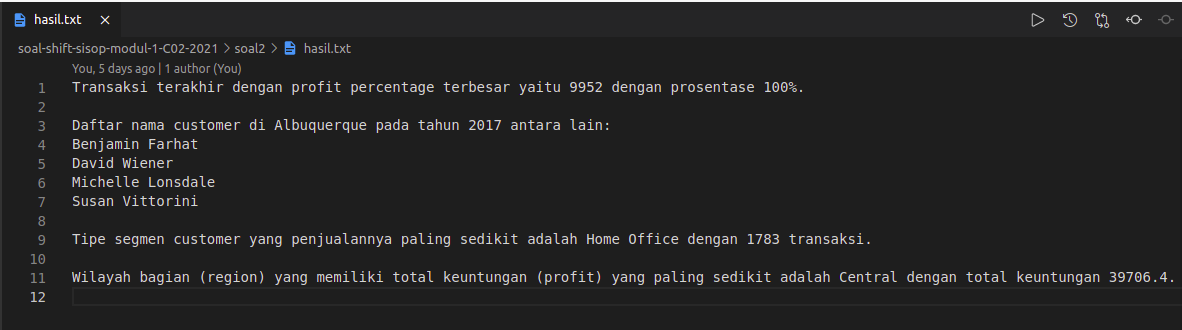 hasil.txt
soal-shift-sisop-modul-1-C02-2021 > soal2 > hasil.txt
You, 5 days ago | 1 author (You)
1 Transaksi terakhir dengan profit percentage terbesar yaitu 9952 dengan prosentase 100%.
2
3 Daftar nama customer di Albuquerque pada tahun 2017 antara lain:
4 Benjamin Farhat
5 David Wiener
6 Michelle Lonsdale
7 Susan Vittorini
8
9 Tipe segmen customer yang penjualannya paling sedikit adalah Home Office dengan 1783 transaksi.
10
11 Wilayah bagian (region) yang memiliki total keuntungan (profit) yang paling sedikit adalah Central dengan total keuntungan 39706.4.
12